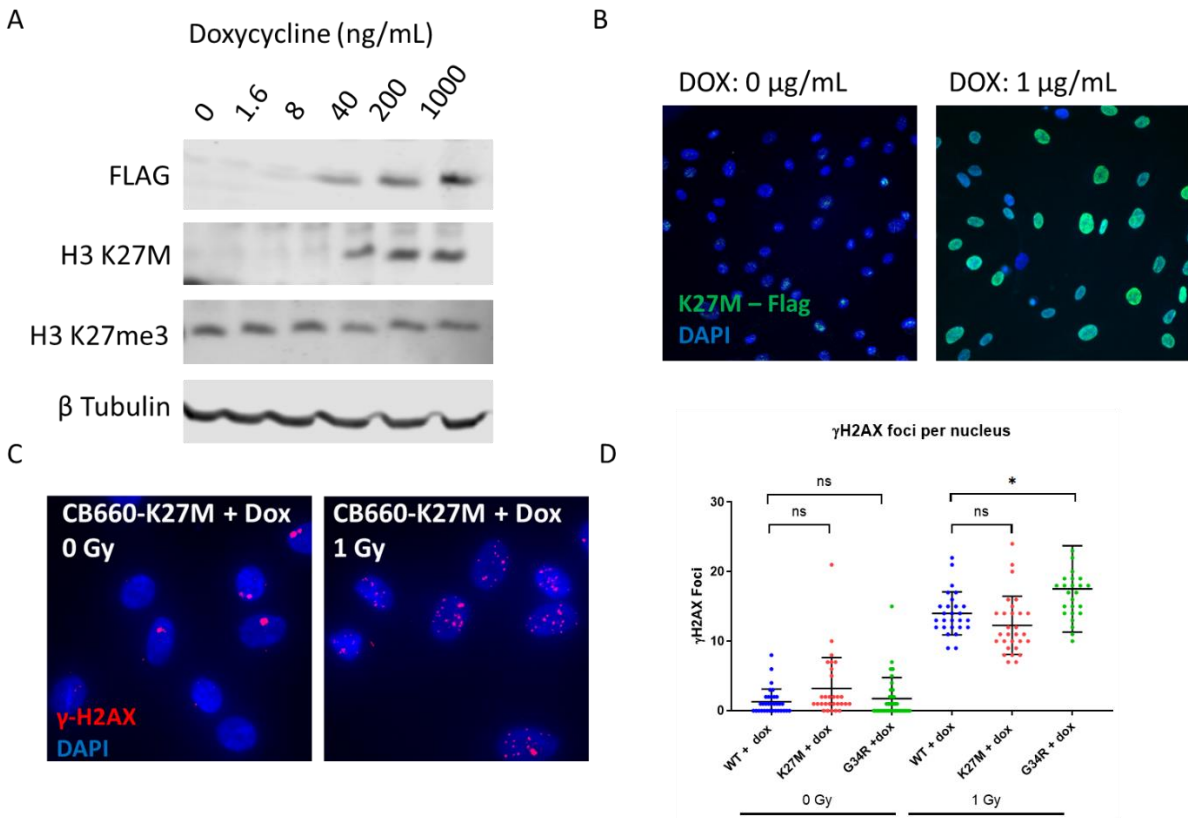 A
Doxycycline (ng/mL)
0 1.6 8 40 200 1000
FLAG
H3 K27M
H3 K27me3
β Tubulin
B
DOX: 0 µg/mL
DOX: 1 µg/mL
K27M – Flag
DAPI
C
CB660-K27M + Dox
0 Gy
CB660-K27M + Dox
1 Gy
γ-H2AX
DAPI
D
γH2AX foci per nucleus
ns
*
ns
ns
30
20
10
0
γH2AX Foci
WT + dox
K27M + dox
G34R +dox
WT + dox
K27M + dox
G34R + dox
0 Gy
1 Gy